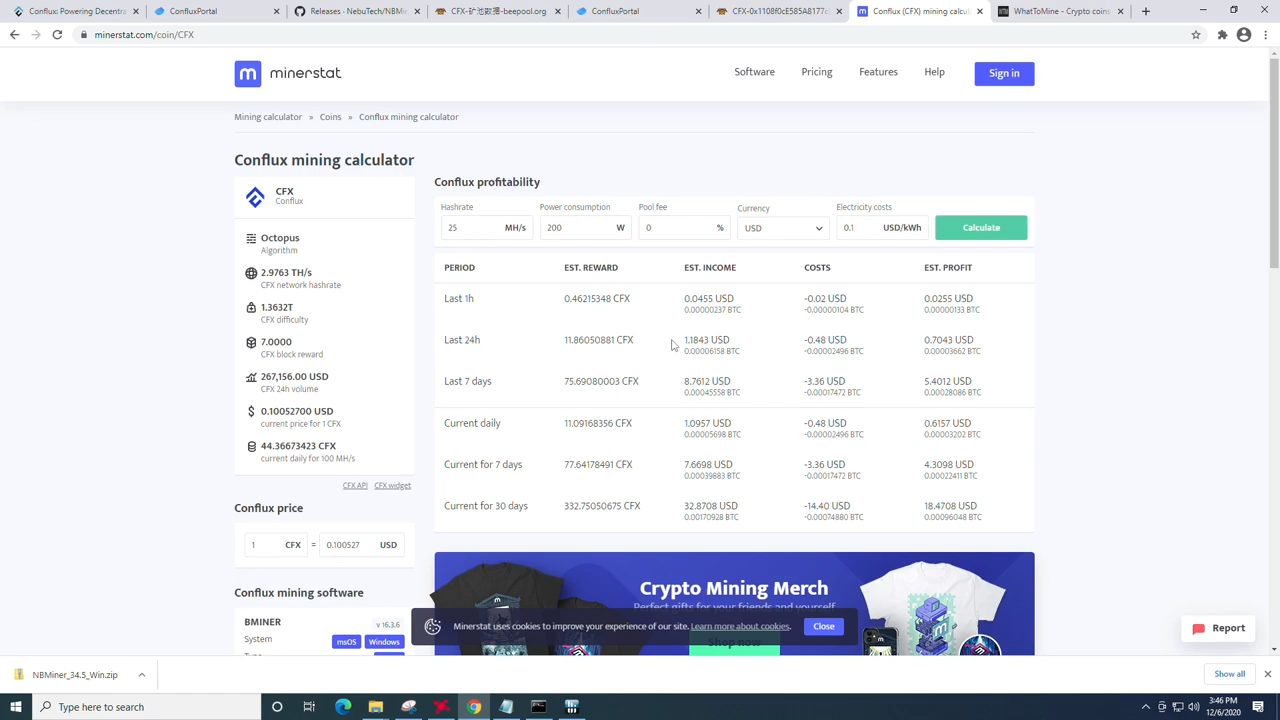 Conflux: Powering Decentr
ConfluxPortal
Releases · NebuTech/NBMin
CFX-矿池数据-beepool.org
ConfluxPortal
CFX-0x1108f0cE585A817
Conflux (CFX) mining calcul
WhatToMine - Crypto coins
minerstat.com/coin/CFX
minerstat
Software
Pricing
Features
Help
Sign in
Mining calculator » Coins » Conflux mining calculator
Conflux mining calculator
CFX
Conflux
Octopus
Algorithm
2.9763 TH/s
CFX network hashrate
1.3632T
CFX difficulty
7.0000
CFX block reward
267,156.00 USD
CFX 24h volume
0.10052700 USD
current price for 1 CFX
44.36673423 CFX
current daily for 100 MH/s
CFX API CFX widget
Conflux price
1 CFX = 0.100527 USD
Conflux mining software
BMINER
v 16.3.6
System
msOS Windows
Conflux profitability
Hashrate Power consumption Pool fee Currency Electricity costs
25 MH/s 200 W 0 % USD 0.1 USD/kWh Calculate
PERIOD EST. REWARD EST. INCOME COSTS EST. PROFIT
Last 1h 0.46215348 CFX 0.0455 USD -0.02 USD 0.0255 USD
0.00000237 BTC -0.00000104 BTC 0.00000133 BTC
Last 24h 11.86050881 CFX 1.1843 USD -0.48 USD 0.7043 USD
0.00006158 BTC -0.00002496 BTC 0.00003662 BTC
Last 7 days 75.69080003 CFX 8.7612 USD -3.36 USD 5.4012 USD
0.00045558 BTC -0.00017472 BTC 0.00028086 BTC
Current daily 11.09168356 CFX 1.0957 USD -0.48 USD 0.6157 USD
0.00005698 BTC -0.00002496 BTC 0.00003202 BTC
Current for 7 days 77.64178491 CFX 7.6698 USD -3.36 USD 4.3098 USD
0.00039883 BTC -0.00017472 BTC 0.00022411 BTC
Current for 30 days 332.75050675 CFX 32.8708 USD -14.40 USD 18.4708 USD
0.00170928 BTC -0.00074880 BTC 0.00096048 BTC
Crypto Mining Merch
Perfect gifts for your friends and yourself
Shop now
Minerstat uses cookies to improve your experience of our site. Learn more about cookies. Close
Report
NBMiner_34.5_Win.zip
Show all
Type here to search
3:46 PM
12/6/2020